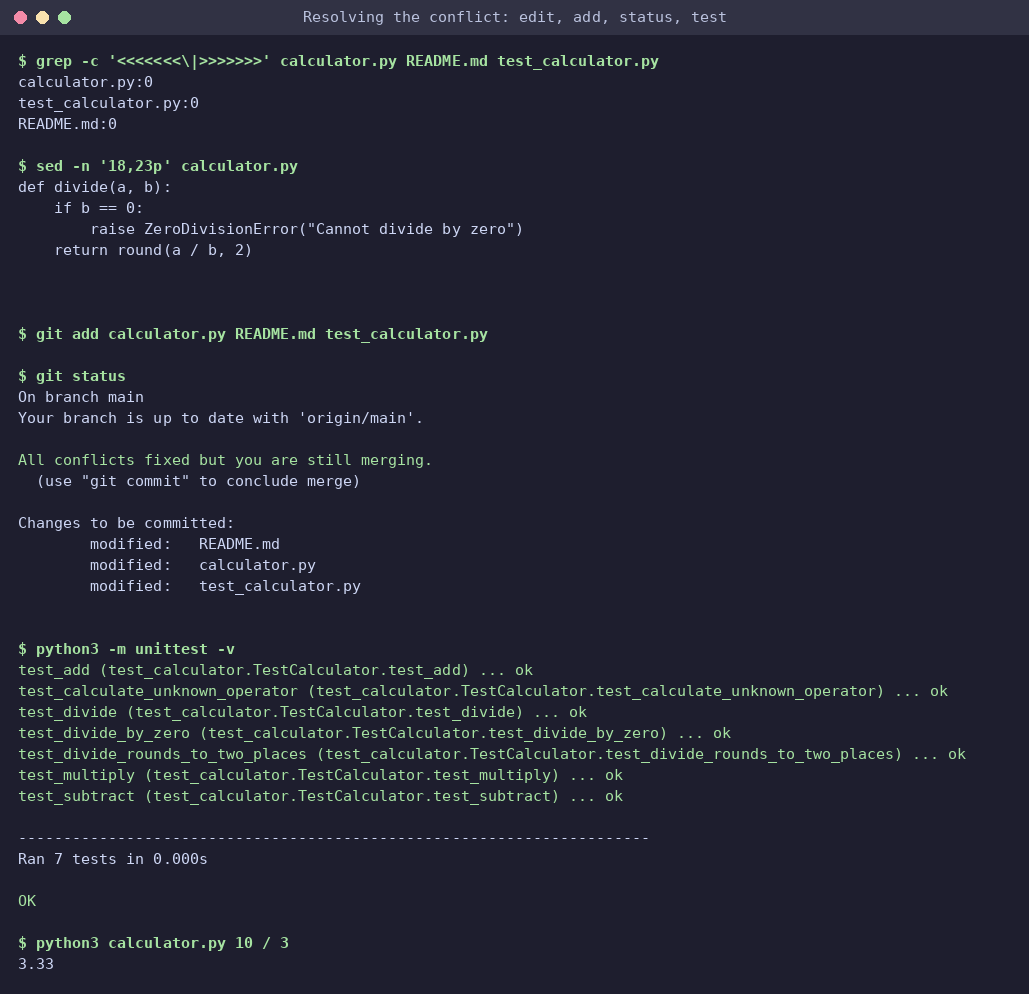 Resolving the conflict: edit, add, status, test
$ grep -c '<<<<<<<\|>>>>>>>' calculator.py README.md test_calculator.py
calculator.py:0
test_calculator.py:0
README.md:0
$ sed -n '18,23p' calculator.py
def divide(a, b):
    if b == 0:
        raise ZeroDivisionError("Cannot divide by zero")
    return round(a / b, 2)
$ git add calculator.py README.md test_calculator.py
$ git status
On branch main
Your branch is up to date with 'origin/main'.
All conflicts fixed but you are still merging.
  (use "git commit" to conclude merge)
Changes to be committed:
        modified:   README.md
        modified:   calculator.py
        modified:   test_calculator.py
$ python3 -m unittest -v
test_add (test_calculator.TestCalculator.test_add) ... ok
test_calculate_unknown_operator (test_calculator.TestCalculator.test_calculate_unknown_operator) ... ok
test_divide (test_calculator.TestCalculator.test_divide) ... ok
test_divide_by_zero (test_calculator.TestCalculator.test_divide_by_zero) ... ok
test_divide_rounds_to_two_places (test_calculator.TestCalculator.test_divide_rounds_to_two_places) ... ok
test_multiply (test_calculator.TestCalculator.test_multiply) ... ok
test_subtract (test_calculator.TestCalculator.test_subtract) ... ok
----------------------------------------------------------------------
Ran 7 tests in 0.000s
OK
$ python3 calculator.py 10 / 3
3.33